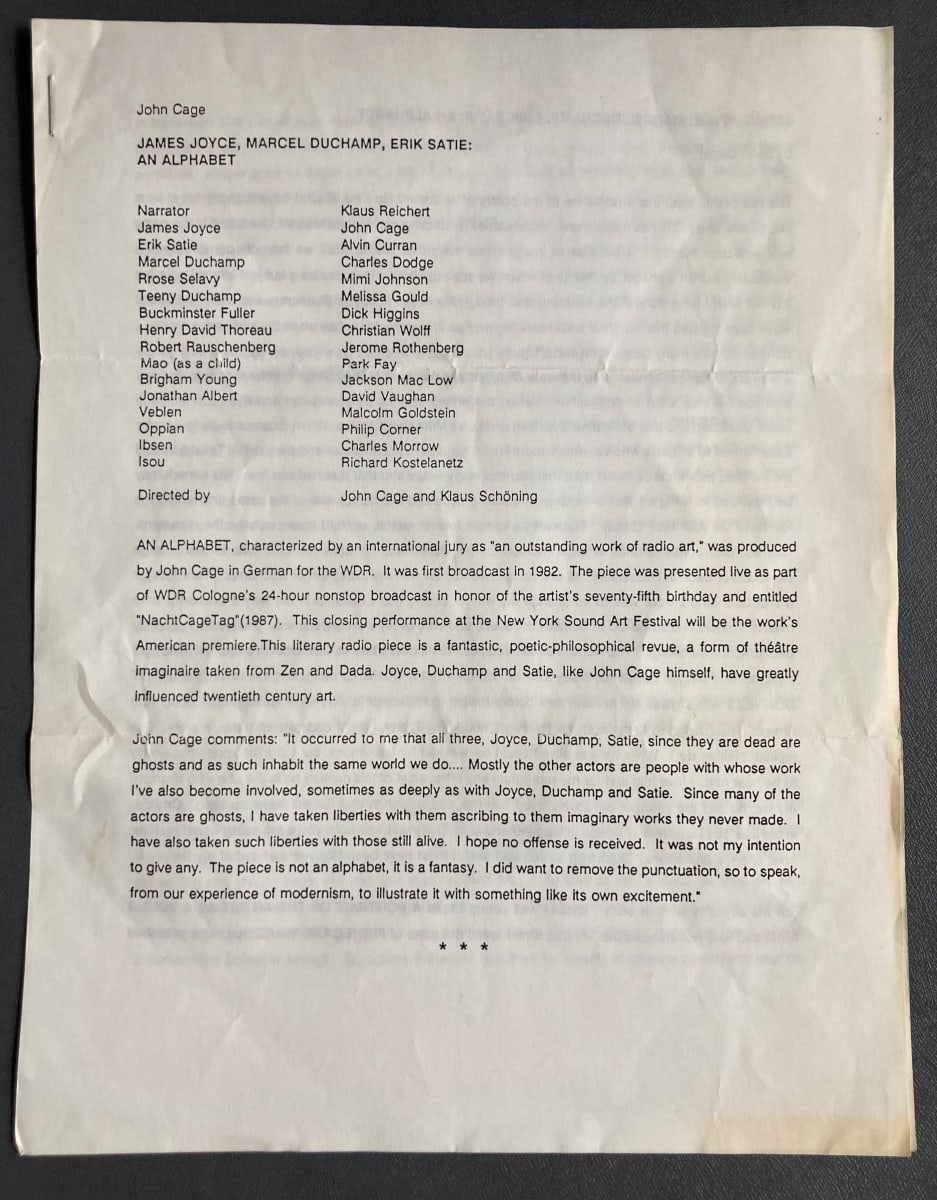 John Cage
JAMES JOYCE, MARCEL DUCHAMP, ERIK SATIE:
AN ALPHABET
Narrator Klaus Reichert
James Joyce John Cage
Erik Satie Alvin Curran
Marcel Duchamp Charles Dodge
Rrose Selavy Mimi Johnson
Teeny Duchamp Melissa Gould
Buckminster Fuller Dick Higgins
Henry David Thoreau Christian Wolff
Robert Rauschenberg Jerome Rothenberg
Mao (as a child) Park Fay
Brigham Young Jackson Mac Low
Jonathan Albert David Vaughan
Veblen Malcolm Goldstein
Oppian Philip Corner
Ibsen Charles Morrow
Isou Richard Kostelanetz
Directed by John Cage and Klaus Schöning
AN ALPHABET, characterized by an international jury as "an outstanding work of radio art," was produced
by John Cage in German for the WDR. It was first broadcast in 1982. The piece was presented live as part
of WDR Cologne's 24-hour nonstop broadcast in honor of the artist's seventy-fifth birthday and entitled
"NachtCageTag"(1987). This closing performance at the New York Sound Art Festival will be the work's
American premiere.This literary radio piece is a fantastic, poetic-philosophical revue, a form of théâtre
imaginaire taken from Zen and Dada. Joyce, Duchamp and Satie, like John Cage himself, have greatly
influenced twentieth century art.
John Cage comments: "It occurred to me that all three, Joyce, Duchamp, Satie, since they are dead are
ghosts and as such inhabit the same world we do.... Mostly the other actors are people with whose work
I've also become involved, sometimes as deeply as with Joyce, Duchamp and Satie. Since many of the
actors are ghosts, I have taken liberties with them ascribing to them imaginary works they never made. I
have also taken such liberties with those still alive. I hope no offense is received. It was not my intention
to give any. The piece is not an alphabet, it is a fantasy. I did want to remove the punctuation, so to speak,
from our experience of modernism, to illustrate it with something like its own excitement."
* * *